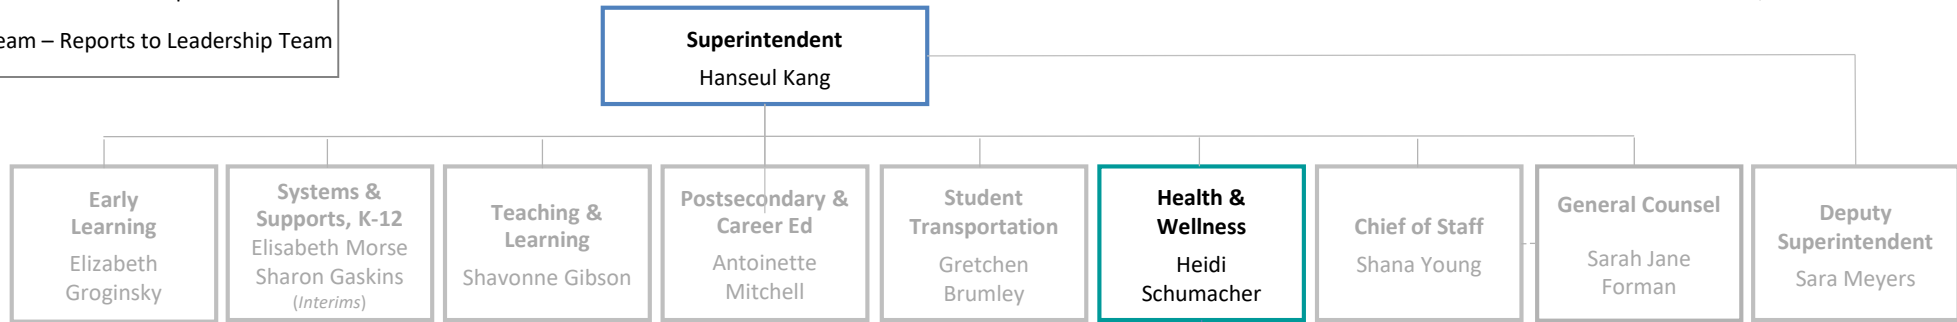 – Reports to Leadership Team
Superintendent
Hanseul Kang
Early
Learning
Elizabeth
Groginsky
Systems &
Supports, K-12
Elisabeth Morse
Sharon Gaskins
(Interims)
Teaching &
Learning
Shavonne Gibson
Postsecondary &
Career Ed
Antoinette
Mitchell
Student
Transportation
Gretchen
Brumley
Health &
Wellness
Heidi
Schumacher
Chief of Staff
Shana Young
General Counsel
Sarah Jane
Forman
Deputy
Superintendent
Sara Meyers